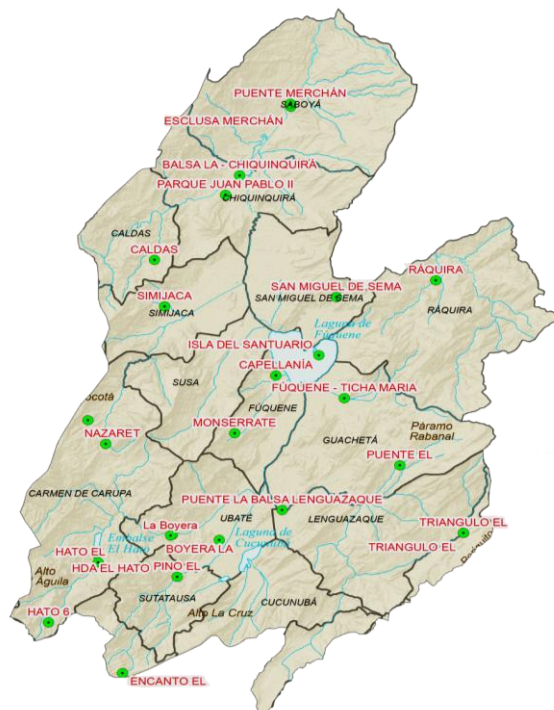 PUENTE MERCHÁN
SABOYÁ
ESCLUSA MERCHÁN
BALSA LA - CHIQUINQUIRÁ
PARQUE JUAN PABLO II
CHIQUINQUIRÁ
CALDAS
CALDAS
SAN MIGUEL DE SEMA
SAN MIGUEL DE SEMA
RÁQUIRA
RÁQUIRA
SIMIJACA
SIMIJACA
Laguna de
Fúquene
ISLA DEL SANTUARIO
CAPELLANÍA
SUSA
FÚQUENE - TICHA MARIA
FÚQUENE
NAZARET
MONSERRATE
GUACHETÁ
Páramo
Rabanal
PUENTE EL
CARMEN DE CARUPA
PUENTE LA BALSA LENGUAZAQUE
UBATÉ
LENGUAZAQUE
La Boyera
Laguna de
Cucunubá
TRIANGULO EL
Embalse
El Hato
BOYERA LA
TRIANGULO EL
HATO EL
HDA EL HATO
PINO EL
Alto
Águila
SUTATAUSA
Alto La Cruz
CUCUNUBÁ
HATO 6
ENCANTO EL